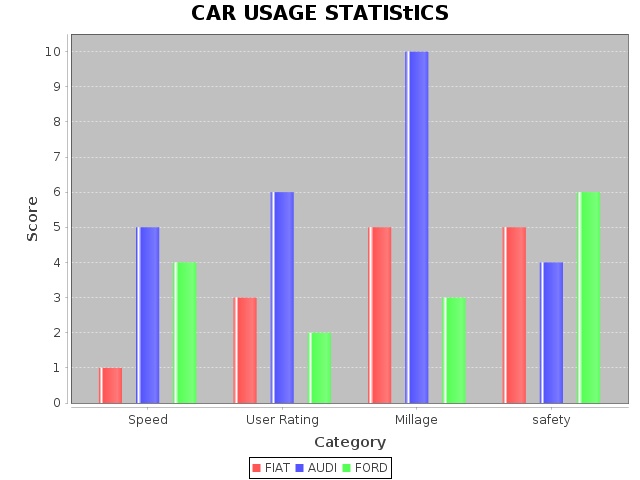 CAR USAGE STATIStICS
10
9
8
7
6
5
4
3
2
1
0
Score
Speed User Rating Millage safety
Category
FIAT AUDI FORD